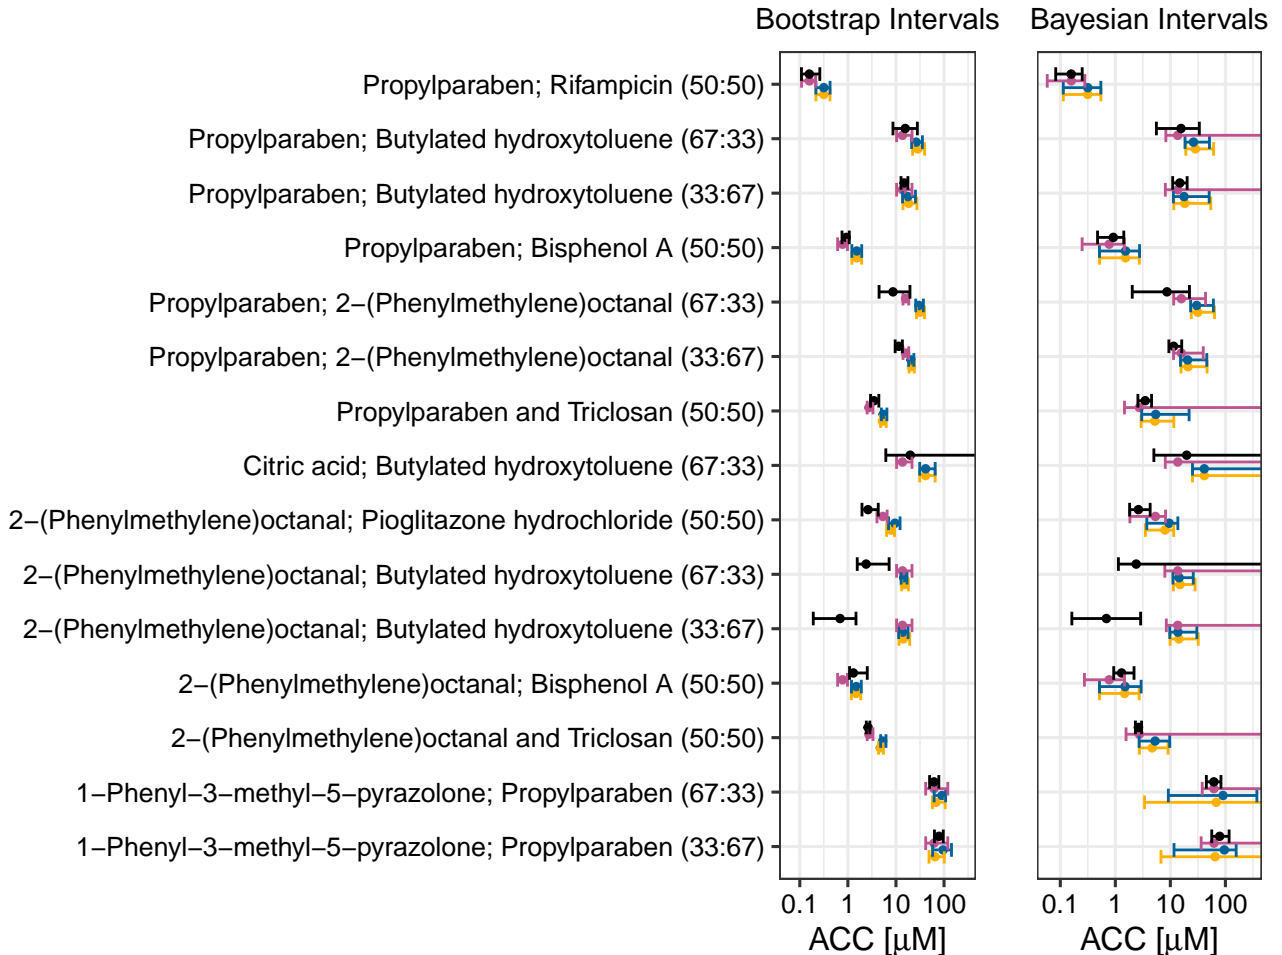 Bootstrap Intervals
Bayesian Intervals
Propylparaben; Rifampicin (50:50)
Propylparaben; Butylated hydroxytoluene (67:33)
Propylparaben; Butylated hydroxytoluene (33:67)
Propylparaben; Bisphenol A (50:50)
Propylparaben; 2−(Phenylmethylene)octanal (67:33)
Propylparaben; 2−(Phenylmethylene)octanal (33:67)
Propylparaben and Triclosan (50:50)
Citric acid; Butylated hydroxytoluene (67:33)
2−(Phenylmethylene)octanal; Pioglitazone hydrochloride (50:50)
2−(Phenylmethylene)octanal; Butylated hydroxytoluene (67:33)
2−(Phenylmethylene)octanal; Butylated hydroxytoluene (33:67)
2−(Phenylmethylene)octanal; Bisphenol A (50:50)
2−(Phenylmethylene)octanal and Triclosan (50:50)
1−Phenyl−3−methyl−5−pyrazolone; Propylparaben (67:33)
1−Phenyl−3−methyl−5−pyrazolone; Propylparaben (33:67)
0.1 1 10 100
0.1 1 10 100
ACC [μM]
ACC [μM]